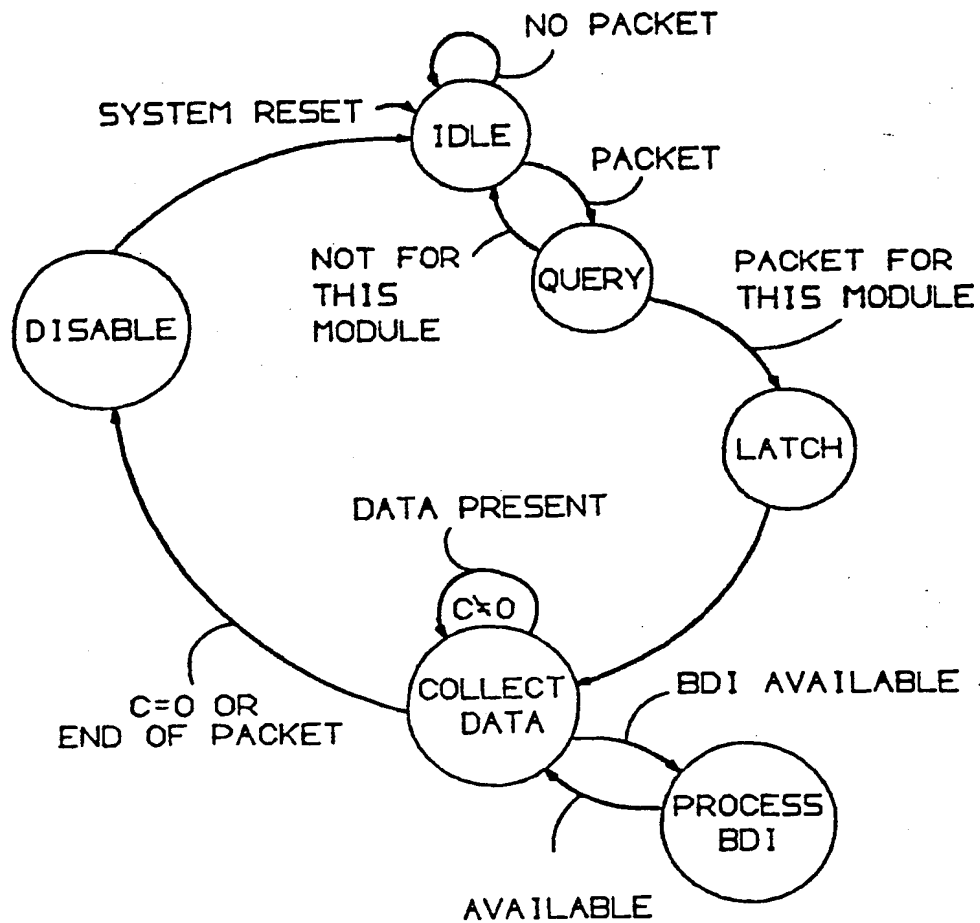 NO PACKET
SYSTEM RESET
IDLE
PACKET
NOT FOR
THIS
MODULE
QUERY
PACKET FOR
THIS MODULE
DISABLE
LATCH
DATA PRESENT
C≠0
COLLECT
DATA
BDI AVAILABLE
C=0 OR
END OF PACKET
PROCESS
BDI
AVAILABLE